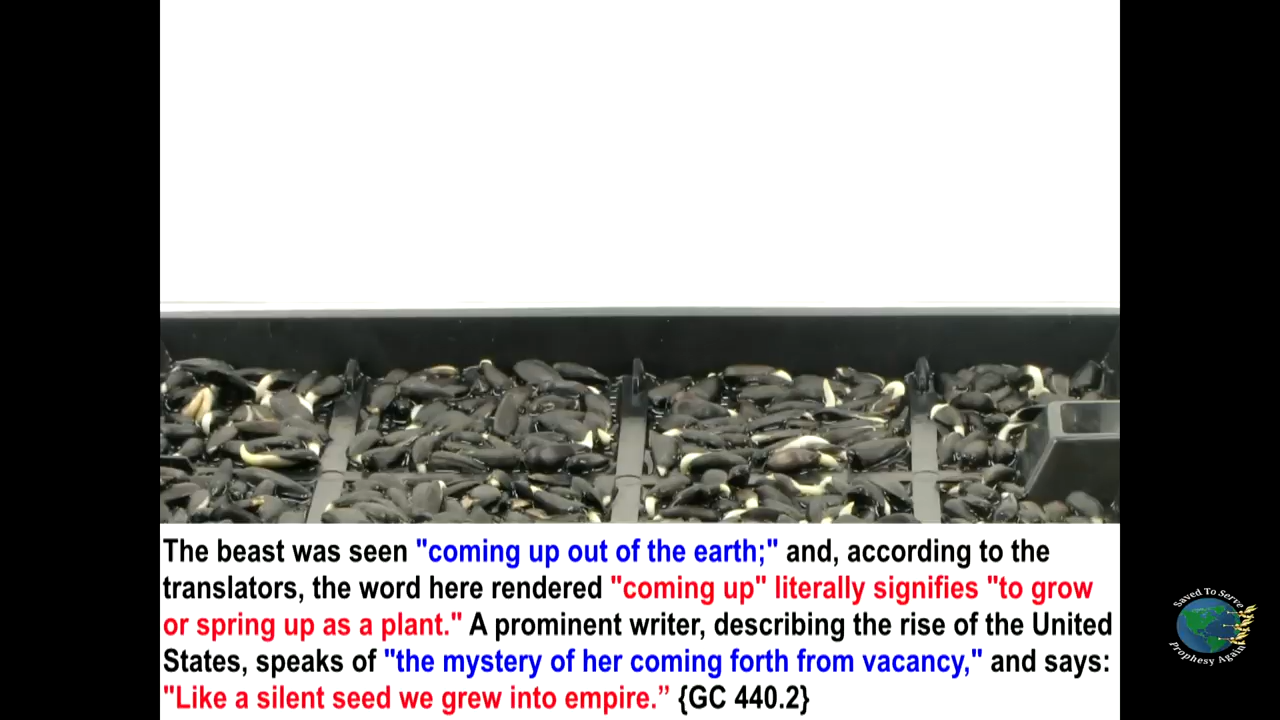 The beast was seen "coming up out of the earth;" and, according to the
translators, the word here rendered "coming up" literally signifies "to grow
or spring up as a plant." A prominent writer, describing the rise of the United
States, speaks of "the mystery of her coming forth from vacancy," and says:
"Like a silent seed we grew into empire.” {GC 440.2}
Saved To Serve
Prophesy Again